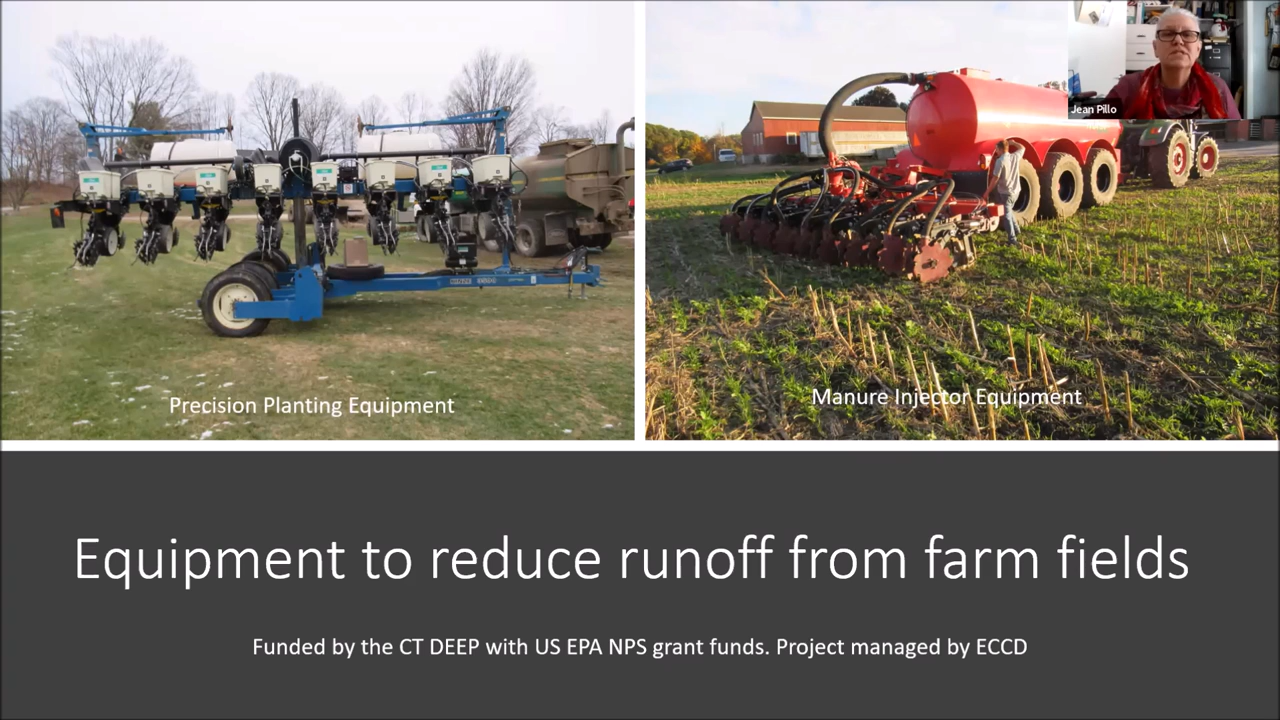 Jean Pillo
Precision Planting Equipment
Manure Injector Equipment
Equipment to reduce runoff from farm fields
Funded by the CT DEEP with US EPA NPS grant funds. Project managed by ECCD